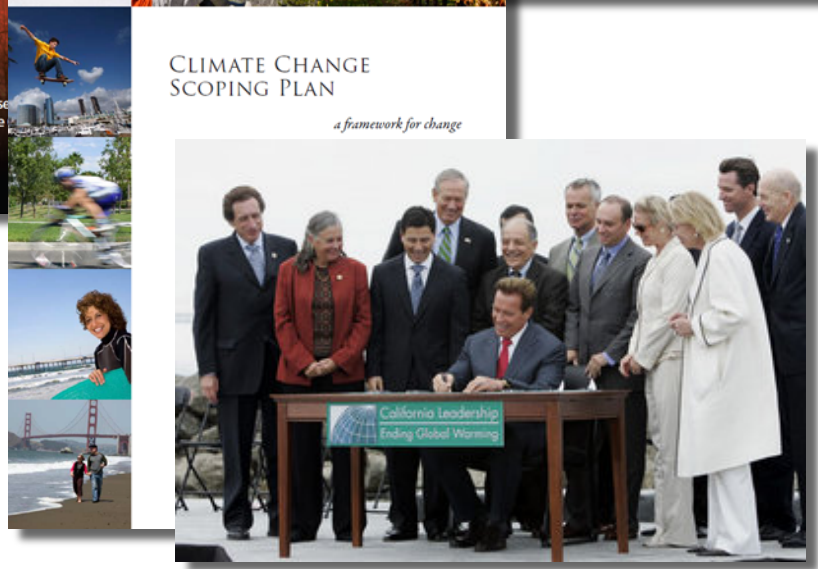 CLIMATE CHANGE
SCOPING PLAN
a framework for change
California Leadership
Ending Global Warming